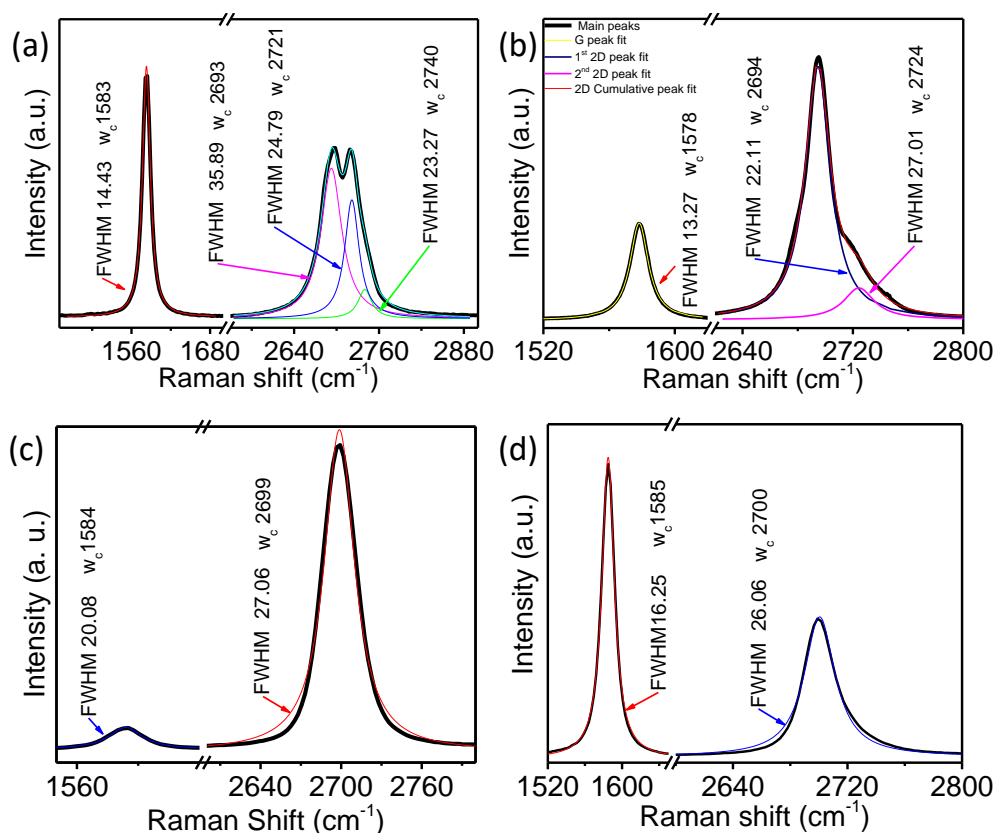 (a)
Intensity (a.u.)
FWHM 14.43 w_c 1583
FWHM 35.89 w_c 2693
FWHM 24.79 w_c 2721
FWHM 23.27 w_c 2740
1560 1680 2640 2760 2880
Raman shift (cm⁻¹)
(b)
Main peaks
G peak fit
1ˢᵗ 2D peak fit
2ⁿᵈ 2D peak fit
2D Cumulative peak fit
Intensity (a.u.)
FWHM 13.27 w_c 1578
FWHM 22.11 w_c 2694
FWHM 27.01 w_c 2724
1520 1600 2640 2720 2800
Raman shift (cm⁻¹)
(c)
Intensity (a. u.)
FWHM 20.08 w_c 1584
FWHM 27.06 w_c 2699
1560 2640 2700 2760
Raman Shift (cm⁻¹)
(d)
Intensity (a.u.)
FWHM16.25 w_c 1585
FWHM 26.06 w_c 2700
1520 1600 2640 2720 2800
Raman shift (cm⁻¹)